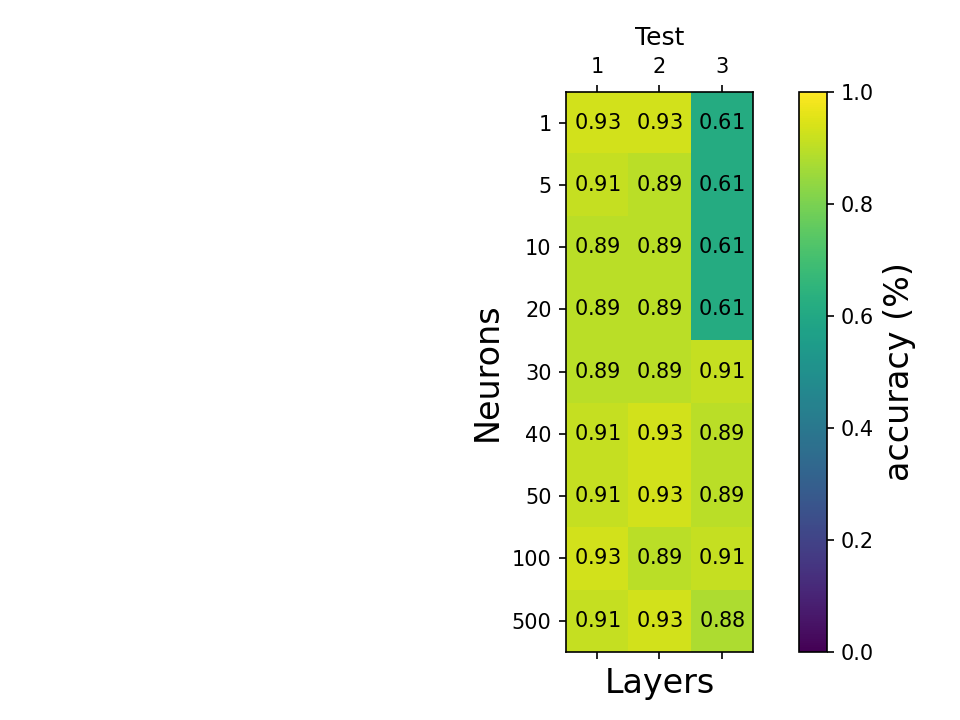 Test
1 2 3
1 0.93 0.93 0.61
5 0.91 0.89 0.61
10 0.89 0.89 0.61
20 0.89 0.89 0.61
30 0.89 0.89 0.91
40 0.91 0.93 0.89
50 0.91 0.93 0.89
100 0.93 0.89 0.91
500 0.91 0.93 0.88
Neurons
Layers
1.0
0.8
0.6
0.4
0.2
0.0
accuracy (%)